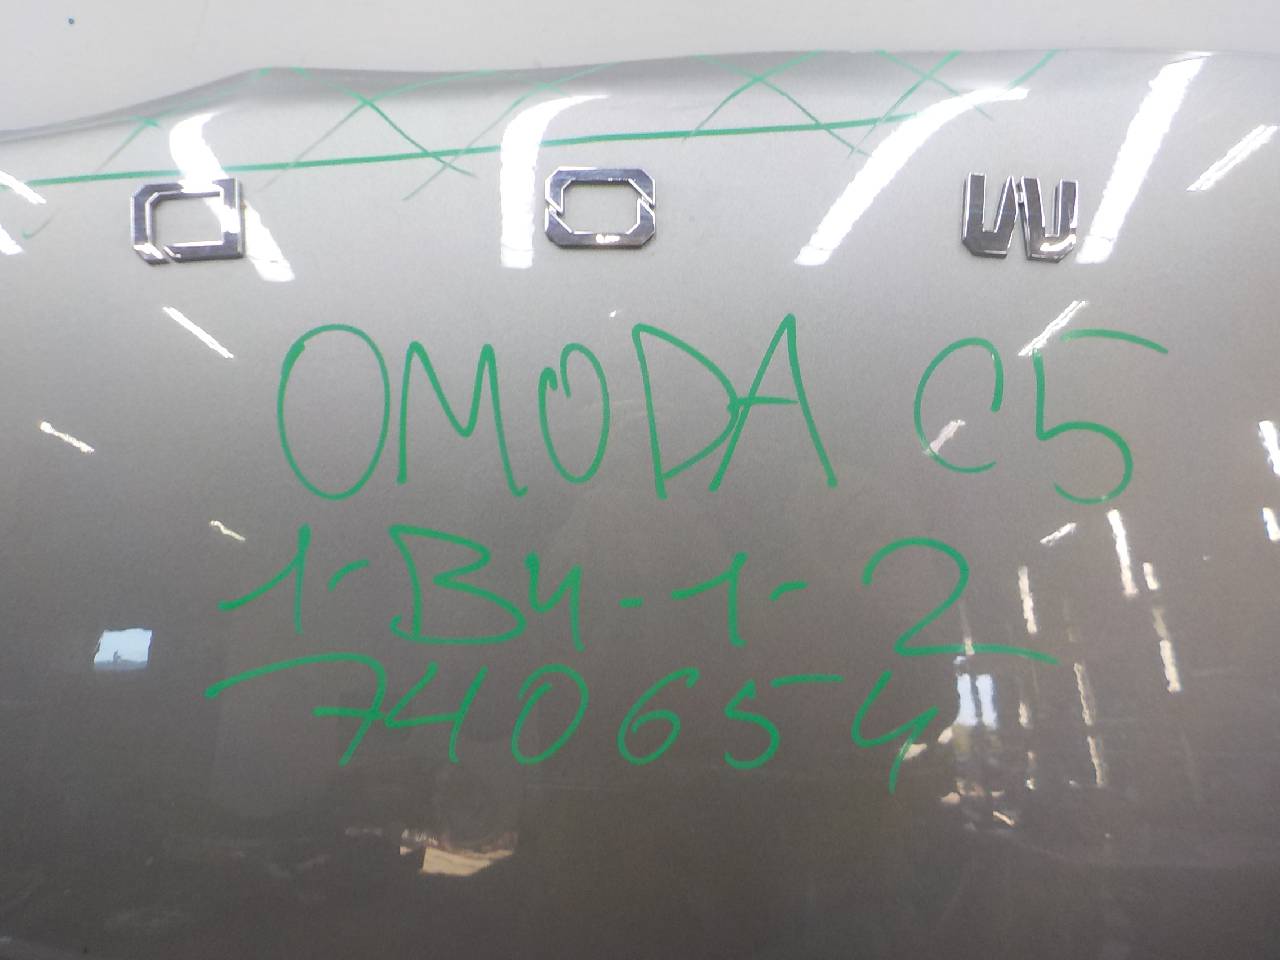 D O M
OMODA C5
1-B4-1-2
740654